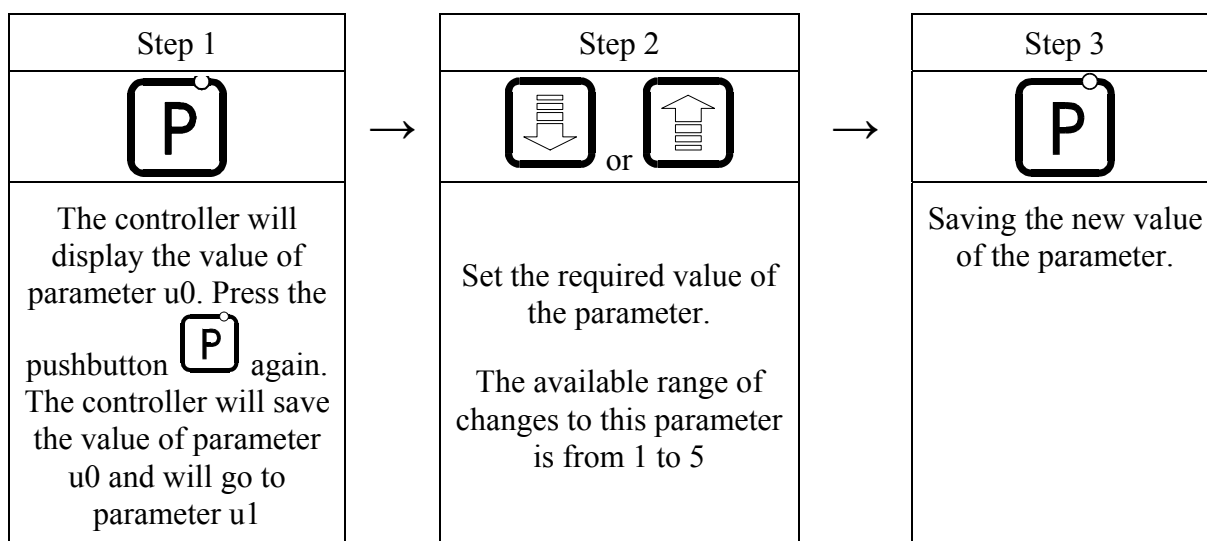 Step 1
P
The controller will
display the value of
parameter u0. Press the
pushbutton P again.
The controller will save
the value of parameter
u0 and will go to
parameter u1
→
Step 2
or
Set the required value of
the parameter.
The available range of
changes to this parameter
is from 1 to 5
→
Step 3
P
Saving the new value
of the parameter.